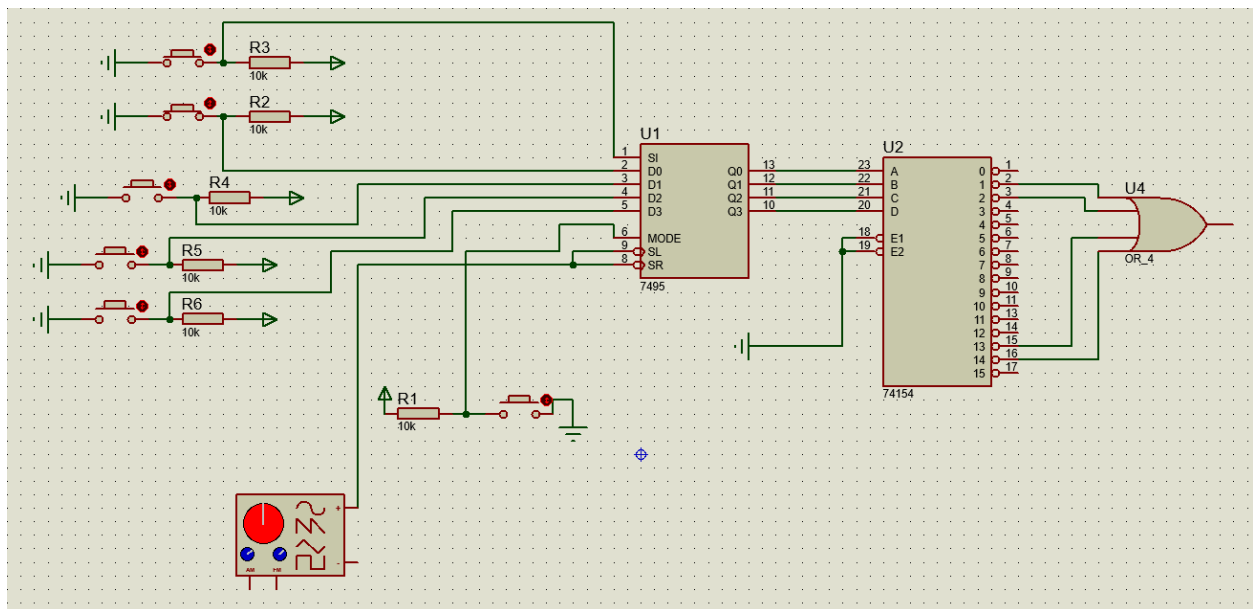 R3
10k
R2
10k
R4
10k
R5
10k
R6
10k
R1
10k
U1
1 SI
2 D0
3 D1
4 D2
5 D3
6 MODE
9 SL
8 SR
Q0 13
Q1 12
Q2 11
Q3 10
7495
U2
23 A
22 B
21 C
20 D
18 E1
19 E2
0 1
1 2
2 3
3 4
4 5
5 6
6 7
7 8
8 9
9 10
10 11
11 13
12 14
13 15
14 16
15 17
74154
U4
OR_4
+
-
AM FM